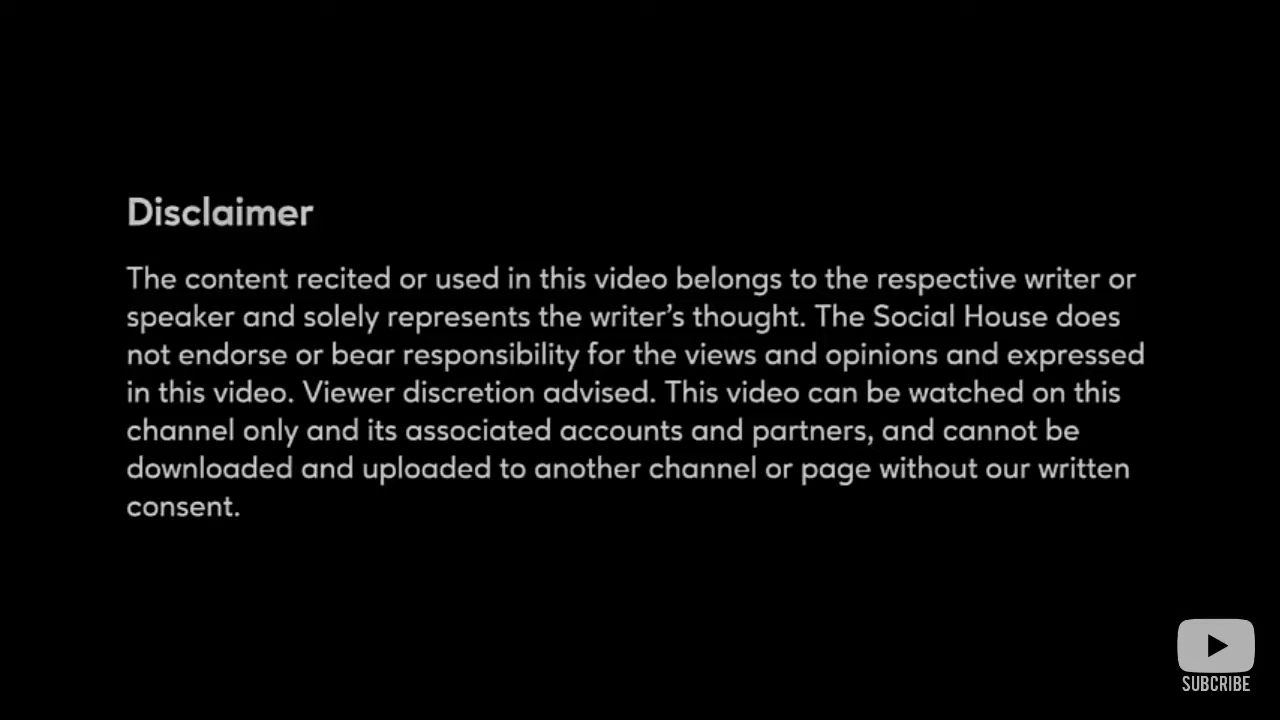 Disclaimer
The content recited or used in this video belongs to the respective writer or
speaker and solely represents the writer's thought. The Social House does
not endorse or bear responsibility for the views and opinions and expressed
in this video. Viewer discretion advised. This video can be watched on this
channel only and its associated accounts and partners, and cannot be
downloaded and uploaded to another channel or page without our written
consent.
SUBCRIBE